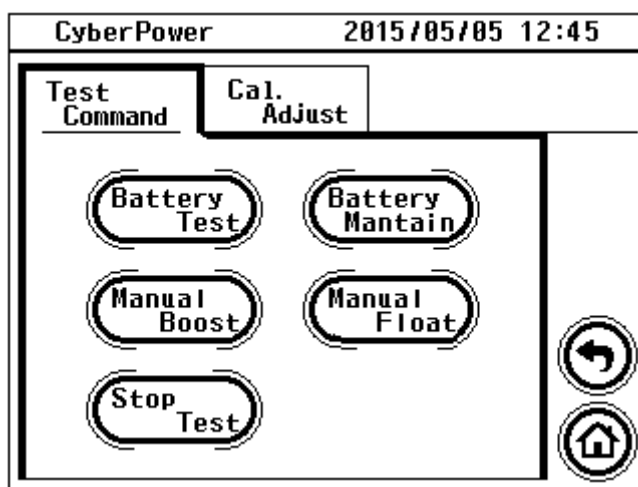 CyberPower 2015/05/05 12:45
Test
Command
Cal.
Adjust
Battery
Test
Battery
Mantain
Manual
Boost
Manual
Float
Stop
Test